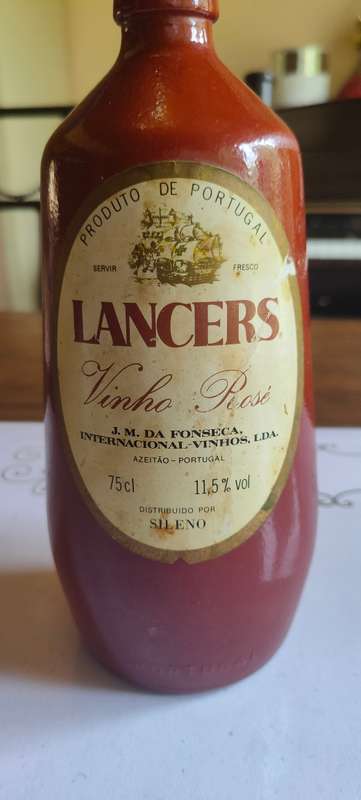 PRODUTO DE PORTUGAL
SERVIR FRESCO
LANCERS
Vinho Rosé
J. M. DA FONSECA,
INTERNACIONAL-VINHOS, LDA.
AZEITÃO - PORTUGAL
75cl 11,5% vol
DISTRIBUIDO POR
SILENO
PORTUGAL